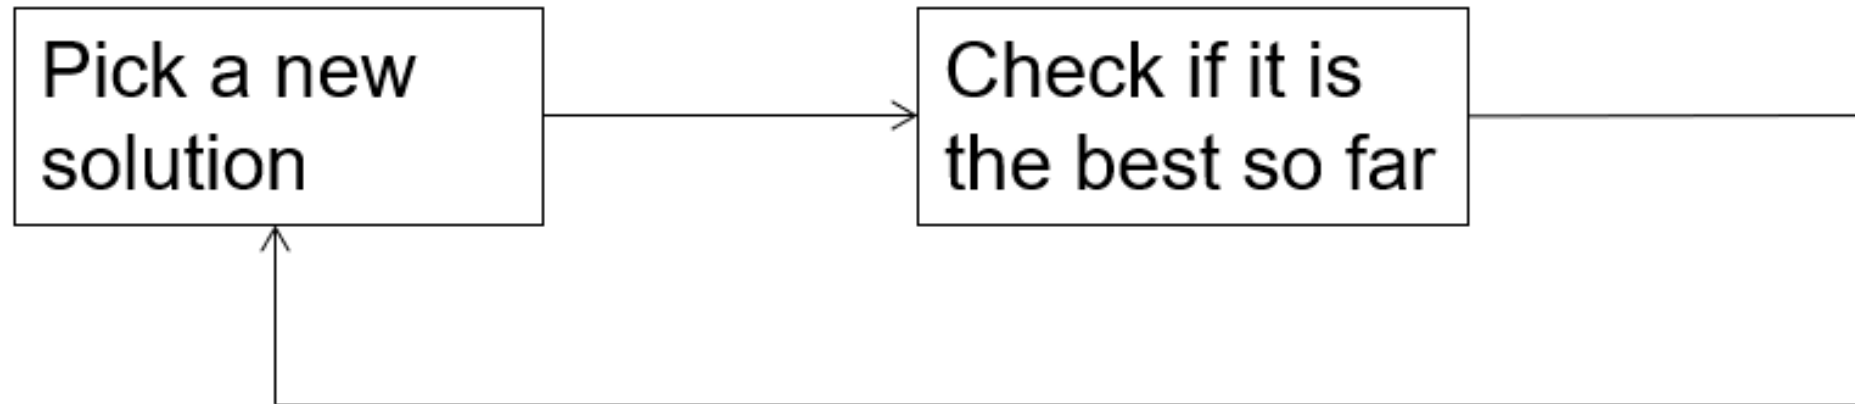 Pick a new
solution
Check if it is
the best so far